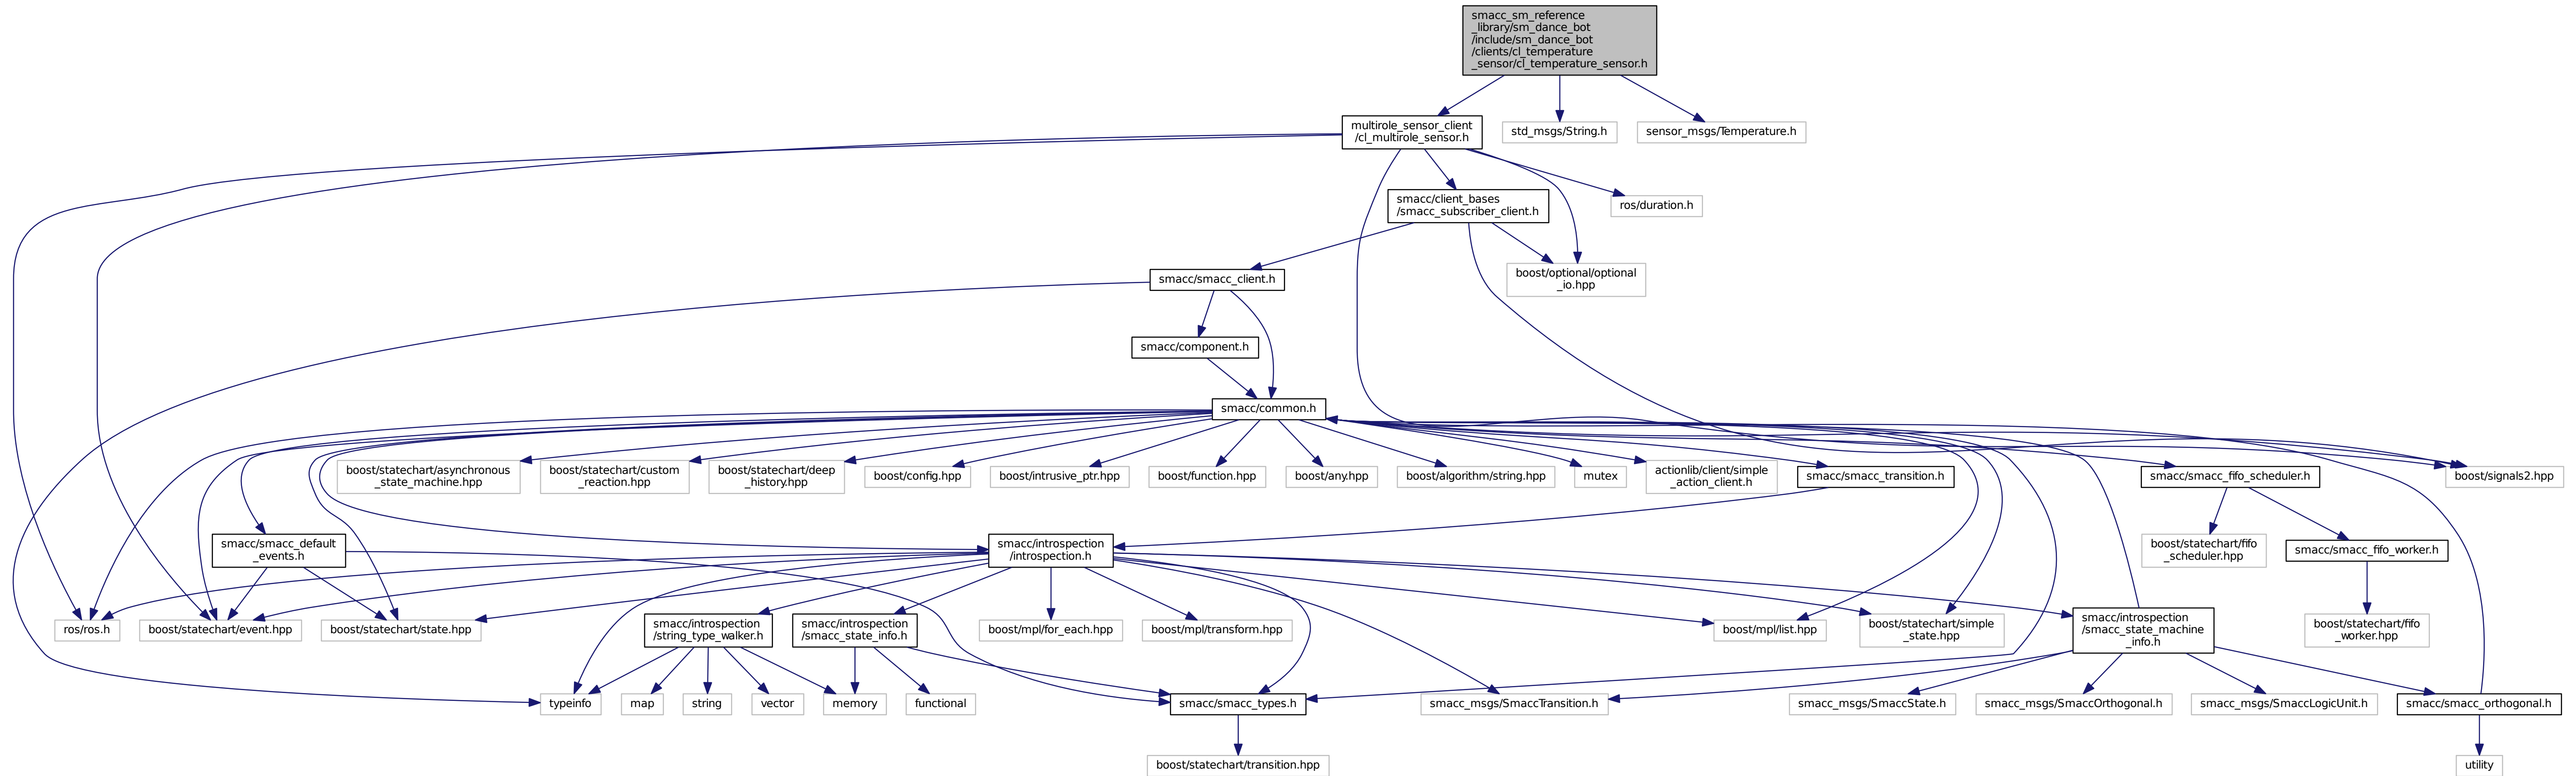 smacc_sm_reference
_library/sm_dance_bot
/include/sm_dance_bot
/clients/cl_temperature
_sensor/cl_temperature_sensor.h
multirole_sensor_client
/cl_multirole_sensor.h
std_msgs/String.h
sensor_msgs/Temperature.h
smacc/client_bases
/smacc_subscriber_client.h
ros/duration.h
smacc/smacc_client.h
boost/optional/optional
_io.hpp
smacc/component.h
smacc/common.h
boost/statechart/asynchronous
_state_machine.hpp
boost/statechart/custom
_reaction.hpp
boost/statechart/deep
_history.hpp
boost/config.hpp
boost/intrusive_ptr.hpp
boost/function.hpp
boost/any.hpp
boost/algorithm/string.hpp
mutex
actionlib/client/simple
_action_client.h
smacc/smacc_transition.h
smacc/smacc_fifo_scheduler.h
boost/signals2.hpp
smacc/smacc_default
_events.h
smacc/introspection
/introspection.h
boost/statechart/fifo
_scheduler.hpp
smacc/smacc_fifo_worker.h
ros/ros.h
boost/statechart/event.hpp
boost/statechart/state.hpp
smacc/introspection
/string_type_walker.h
smacc/introspection
/smacc_state_info.h
boost/mpl/for_each.hpp
boost/mpl/transform.hpp
boost/mpl/list.hpp
boost/statechart/simple
_state.hpp
smacc/introspection
/smacc_state_machine
_info.h
boost/statechart/fifo
_worker.hpp
typeinfo
map
string
vector
memory
functional
smacc/smacc_types.h
smacc_msgs/SmaccTransition.h
smacc_msgs/SmaccState.h
smacc_msgs/SmaccOrthogonal.h
smacc_msgs/SmaccLogicUnit.h
smacc/smacc_orthogonal.h
boost/statechart/transition.hpp
utility